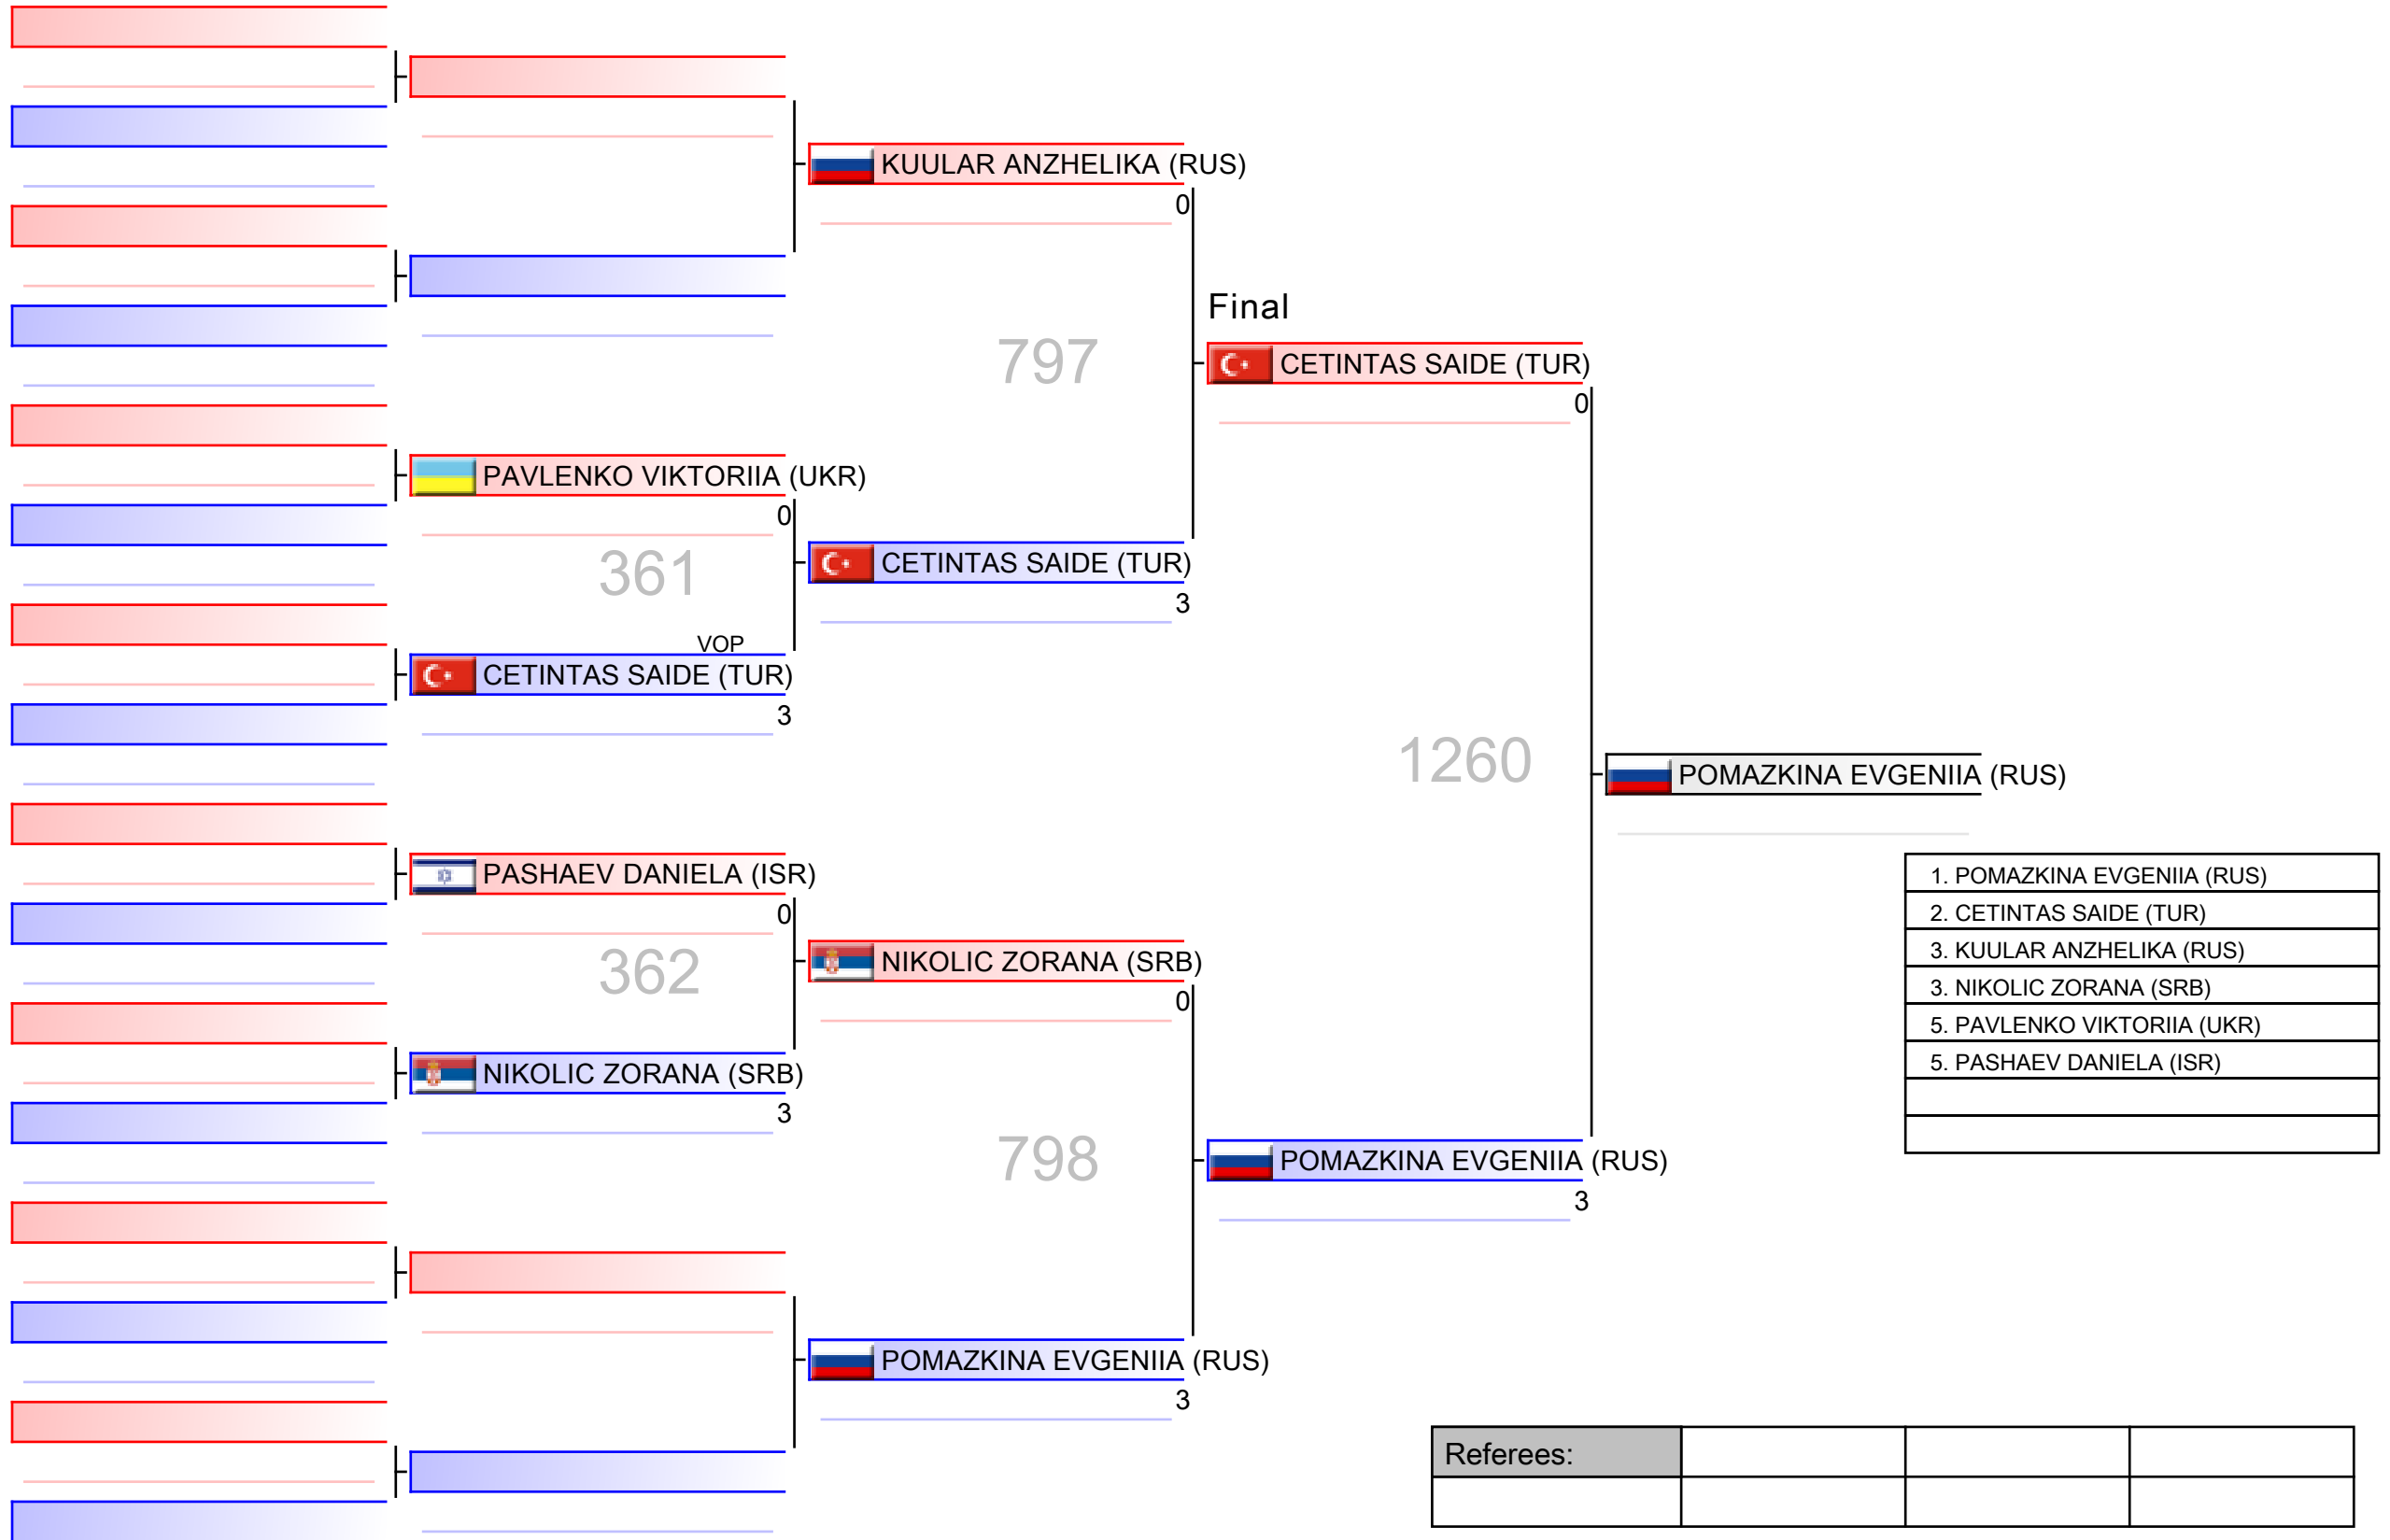 KUULAR ANZHELIKA (RUS)
0
Final
797
CETINTAS SAIDE (TUR)
0
PAVLENKO VIKTORIIA (UKR)
0
361
CETINTAS SAIDE (TUR)
3
VOP
CETINTAS SAIDE (TUR)
3
1260
POMAZKINA EVGENIIA (RUS)
PASHAEV DANIELA (ISR)
0
362
NIKOLIC ZORANA (SRB)
0
NIKOLIC ZORANA (SRB)
3
798
POMAZKINA EVGENIIA (RUS)
3
POMAZKINA EVGENIIA (RUS)
3
1. POMAZKINA EVGENIIA (RUS)
2. CETINTAS SAIDE (TUR)
3. KUULAR ANZHELIKA (RUS)
3. NIKOLIC ZORANA (SRB)
5. PAVLENKO VIKTORIIA (UKR)
5. PASHAEV DANIELA (ISR)
Referees: